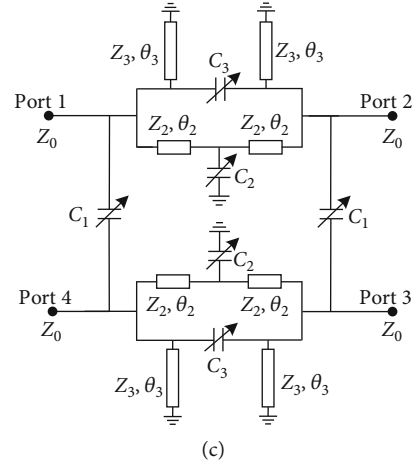 Z₃, θ₃
Z₃, θ₃
C₃
Port 1
Port 2
Z₀
Z₂, θ₂
Z₂, θ₂
Z₀
C₂
C₁
C₁
C₂
Port 4
Z₂, θ₂
Z₂, θ₂
Port 3
Z₀
Z₀
C₃
Z₃, θ₃
Z₃, θ₃
(c)